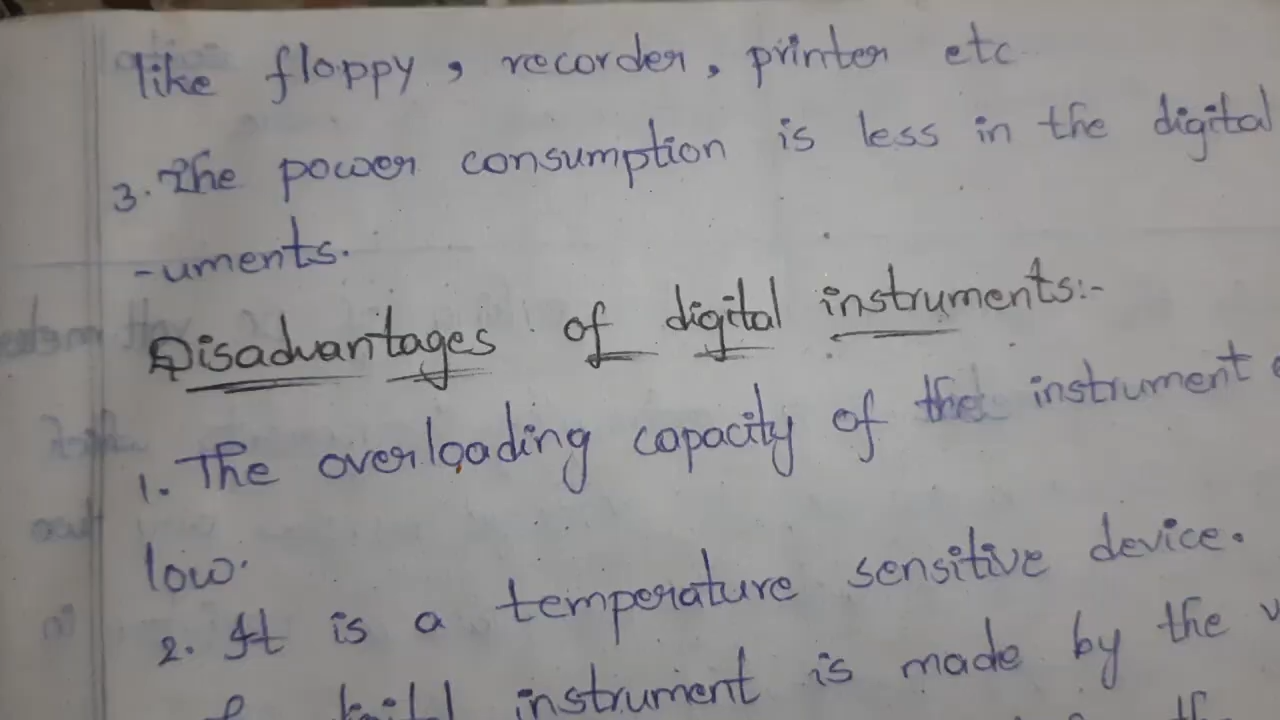 like floppy, recorder, printer etc
3. The power consumption is less in the digital
-uments.
Disadvantages of digital instruments:-
1. The overloading capacity of the instrument
low.
2. It is a temperature sensitive device.
instrument is made by the